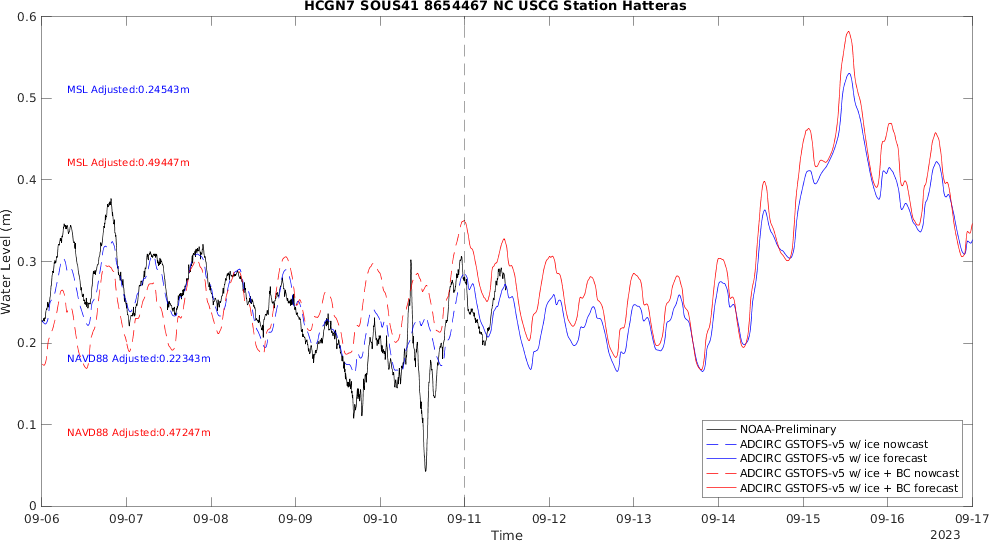 HCGN7 SOUS41 8654467 NC USCG Station Hatteras
Water Level (m)
0.6
0.5
0.4
0.3
0.2
0.1
0
MSL Adjusted:0.24543m
MSL Adjusted:0.49447m
NAVD88 Adjusted:0.22343m
NAVD88 Adjusted:0.47247m
NOAA-Preliminary
ADCIRC GSTOFS-v5 w/ ice nowcast
ADCIRC GSTOFS-v5 w/ ice forecast
ADCIRC GSTOFS-v5 w/ ice + BC nowcast
ADCIRC GSTOFS-v5 w/ ice + BC forecast
09-06 09-07 09-08 09-09 09-10 09-11 09-12 09-13 09-14 09-15 09-16 09-17
Time
2023